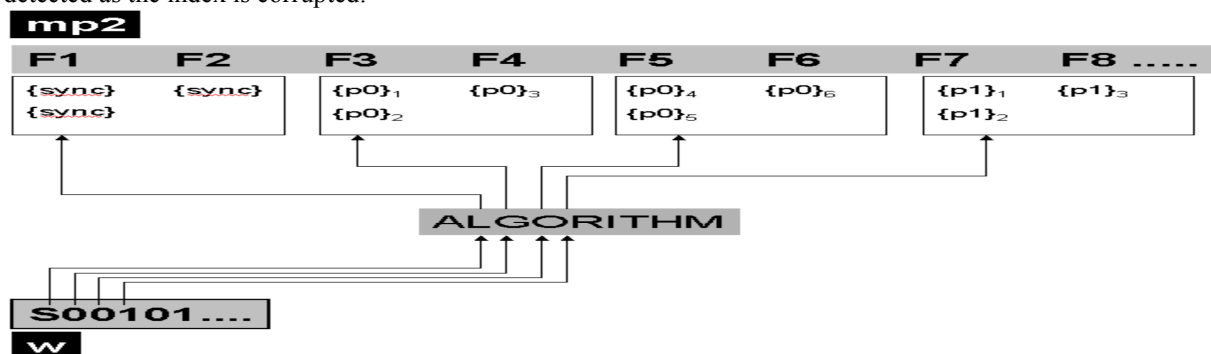 detected as the index is corrupted.
mp2
F1 F2 F3 F4 F5 F6 F7 F8 .....
{sync} {sync} {p0}₁ {p0}₃ {p0}₄ {p0}₆ {p1}₁ {p1}₃
{sync} {p0}₂ {p0}₅ {p1}₂
ALGORITHM
S00101....
w